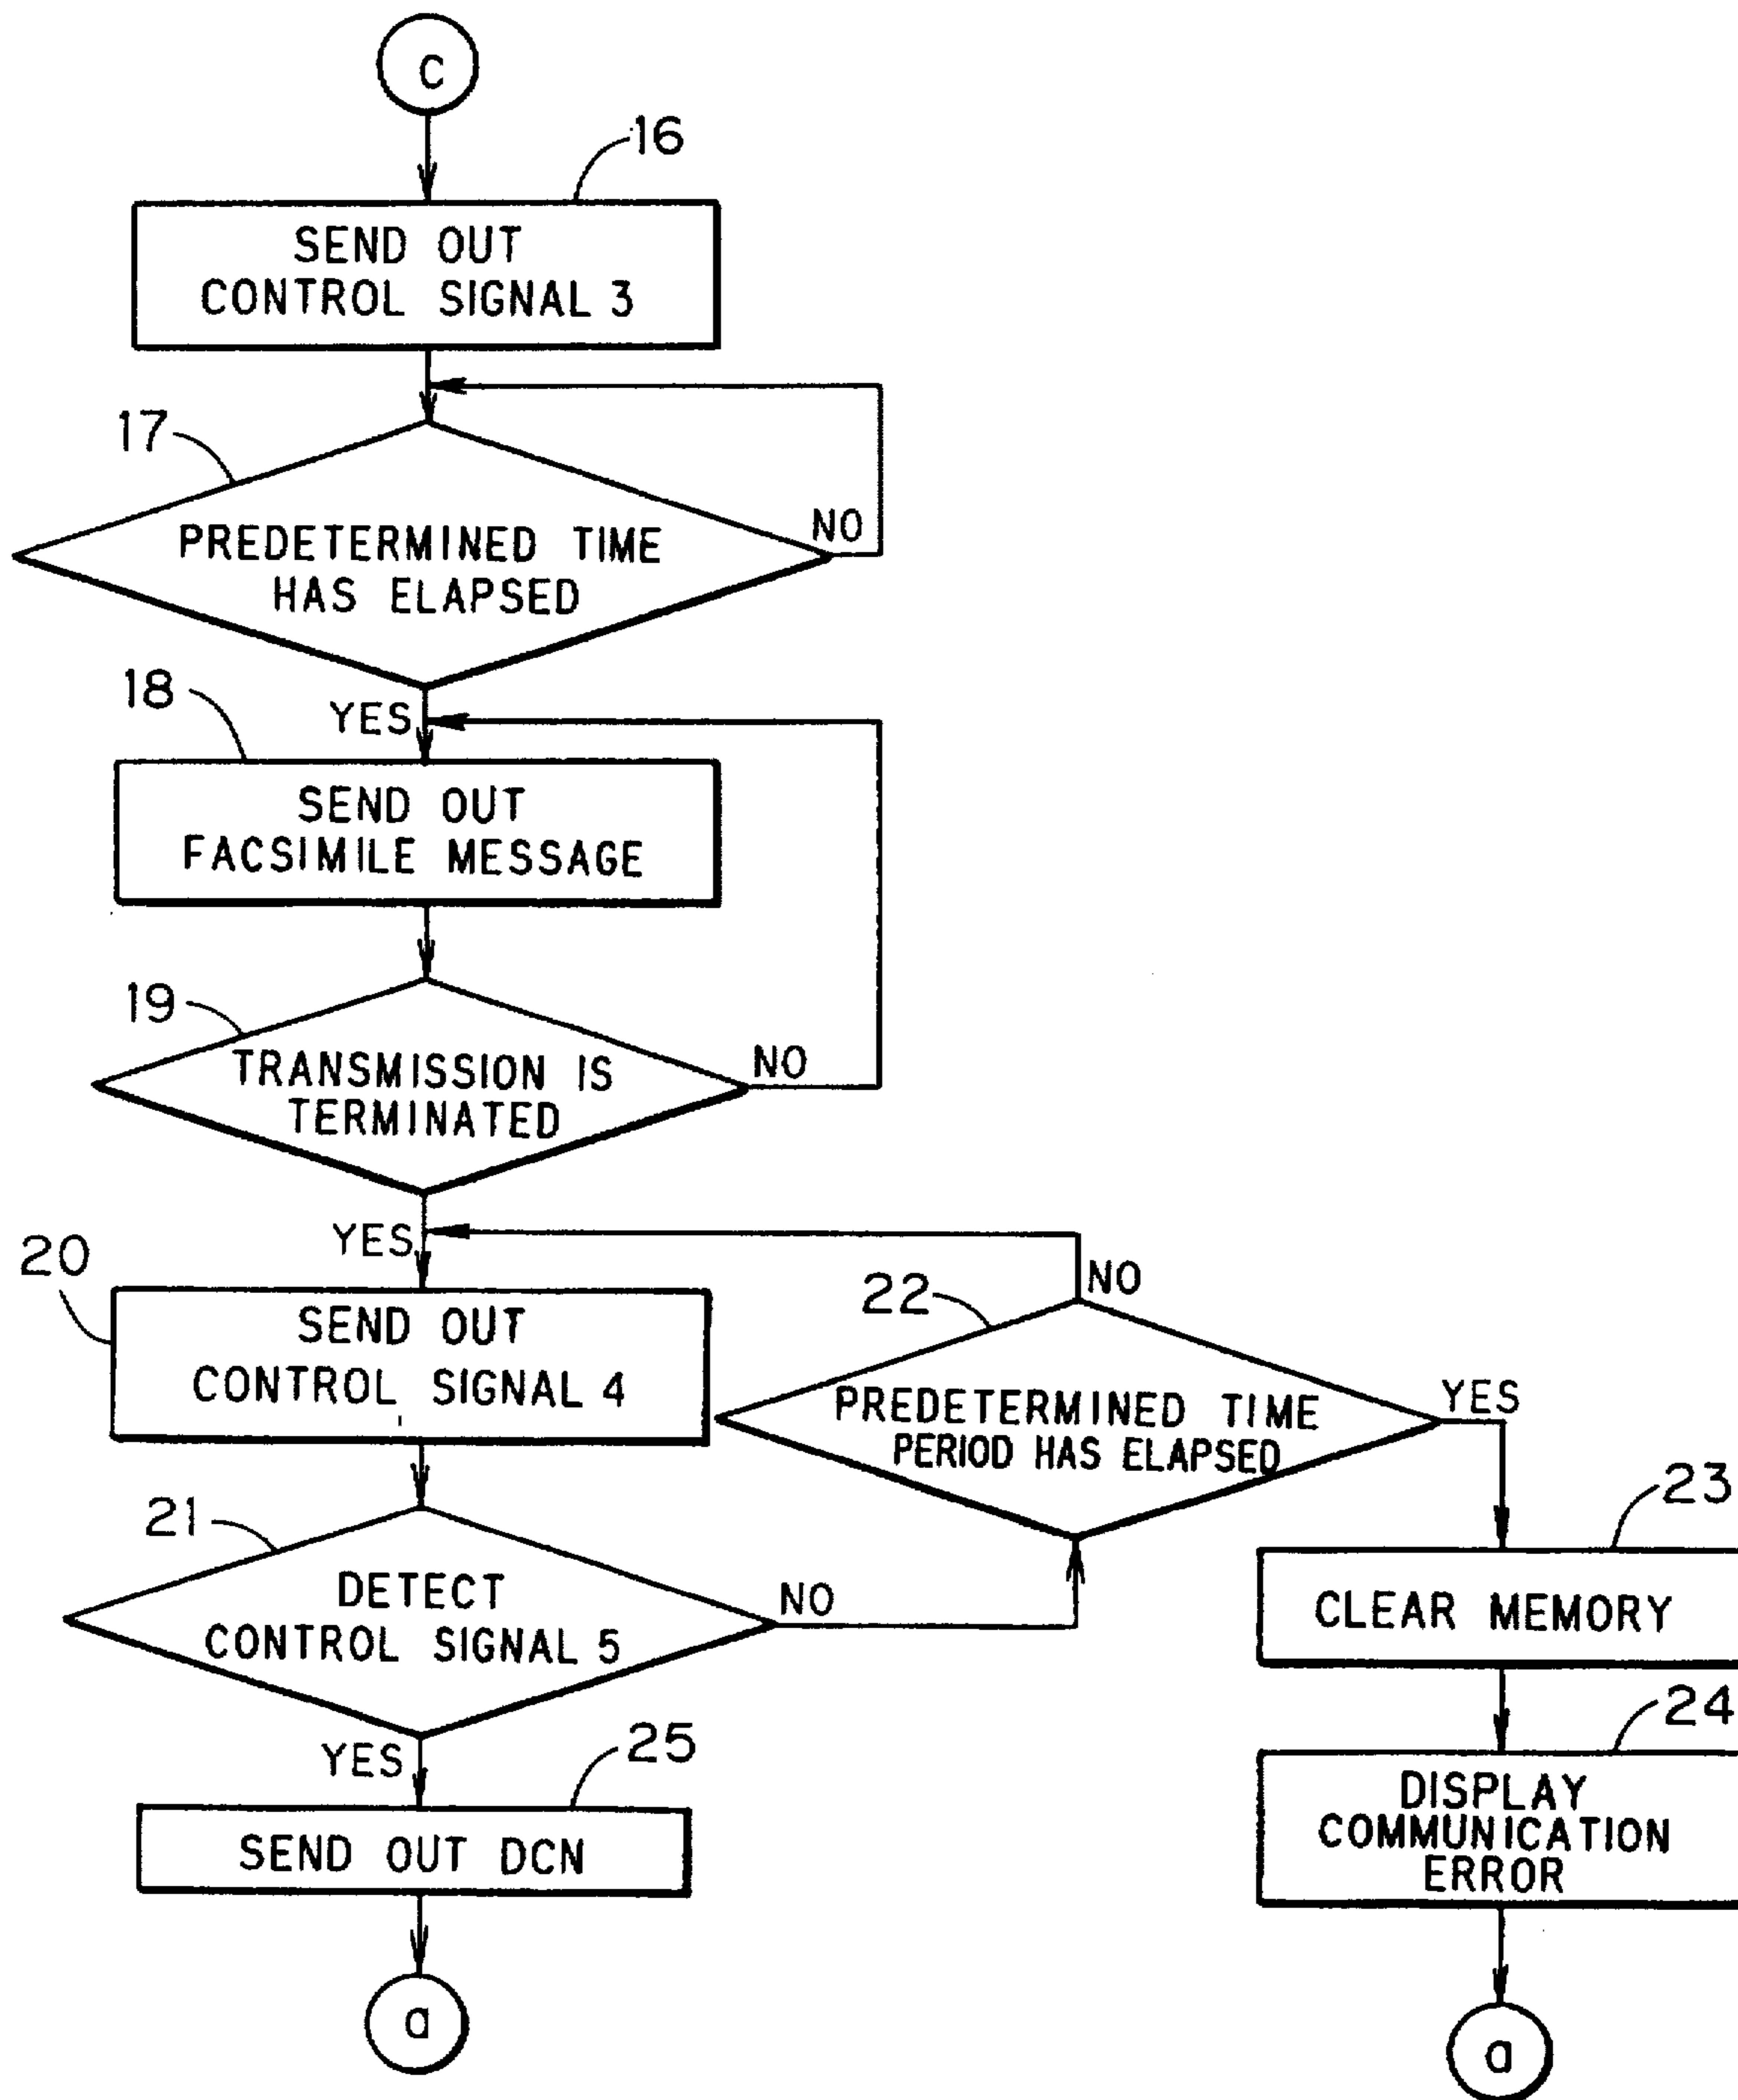 c
16
SEND OUT
CONTROL SIGNAL 3
17
PREDETERMINED TIME
HAS ELAPSED
NO
YES
18
SEND OUT
FACSIMILE MESSAGE
19
TRANSMISSION IS
TERMINATED
NO
YES
20
SEND OUT
CONTROL SIGNAL 4
21
DETECT
CONTROL SIGNAL 5
NO
YES
22
PREDETERMINED TIME
PERIOD HAS ELAPSED
NO
YES
23
CLEAR MEMORY
24
DISPLAY
COMMUNICATION
ERROR
a
25
SEND OUT DCN
a